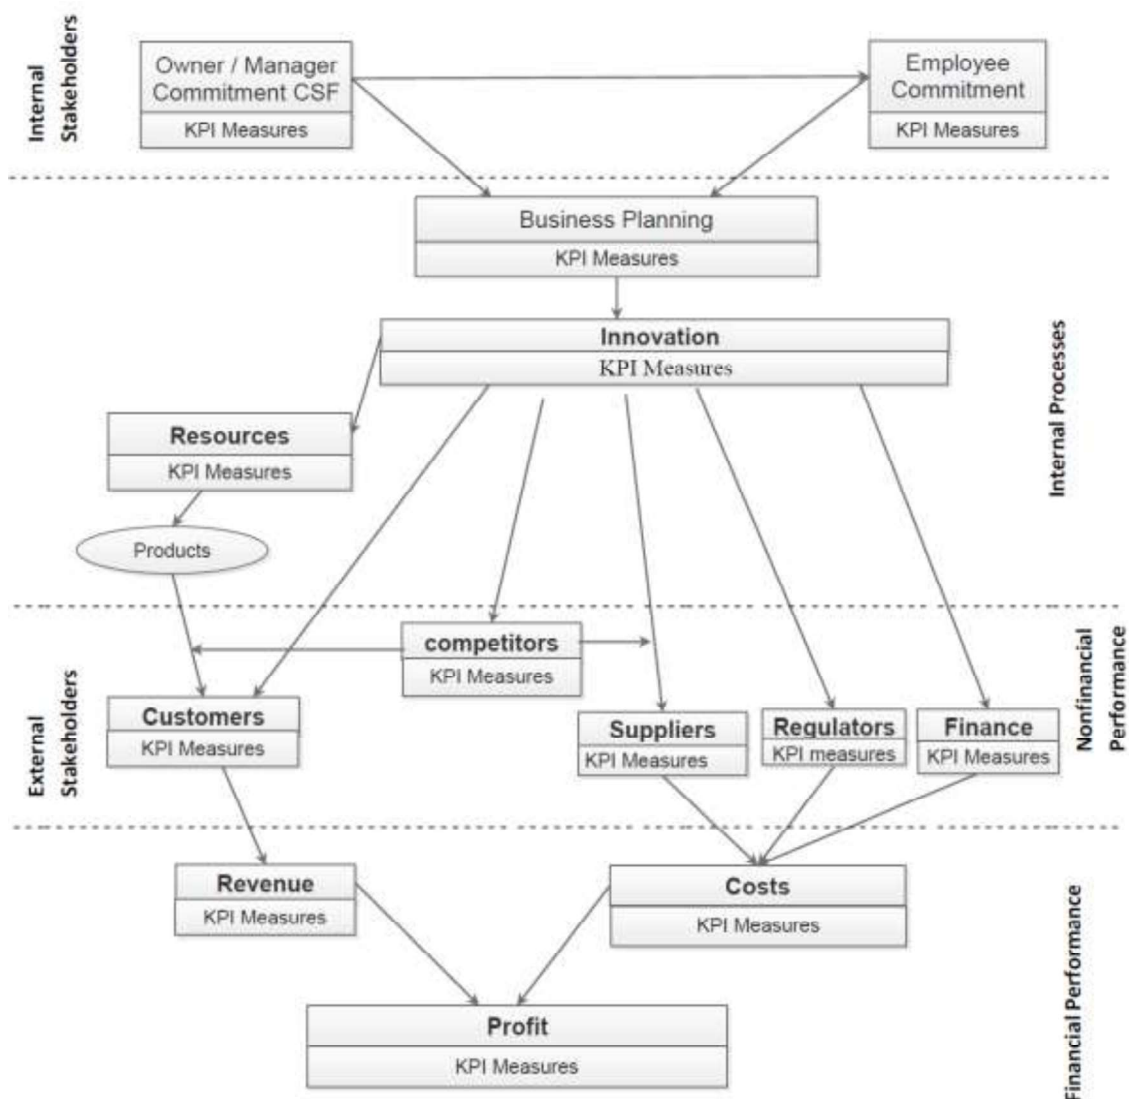 Internal
Stakeholders
Owner / Manager
Commitment CSF
KPI Measures
Employee
Commitment
KPI Measures
Business Planning
KPI Measures
Innovation
KPI Measures
Internal Processes
Resources
KPI Measures
Products
competitors
KPI Measures
Nonfinancial
Performance
External
Stakeholders
Customers
KPI Measures
Suppliers
KPI Measures
Regulators
KPI measures
Finance
KPI Measures
Revenue
KPI Measures
Costs
KPI Measures
Financial Performance
Profit
KPI Measures